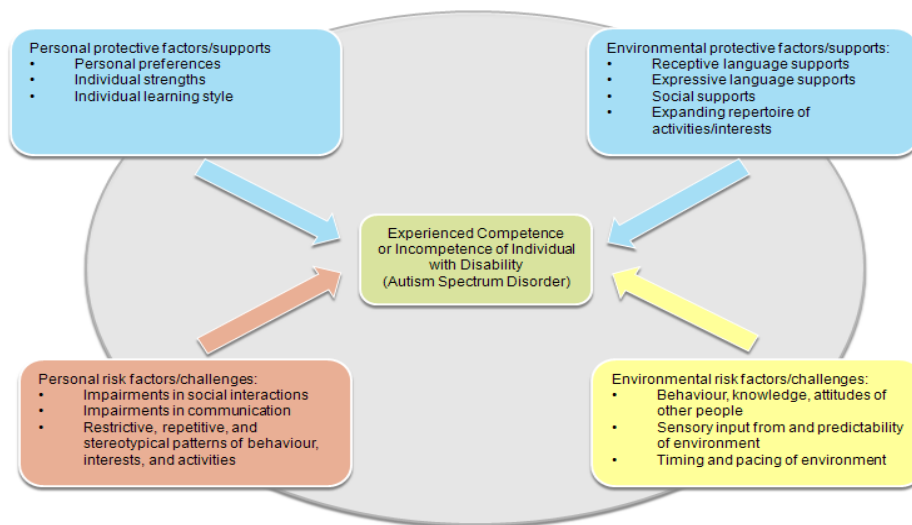 Personal protective factors/supports
• Personal preferences
• Individual strengths
• Individual learning style
Environmental protective factors/supports:
• Receptive language supports
• Expressive language supports
• Social supports
• Expanding repertoire of
activities/interests
Experienced Competence
or Incompetence of Individual
with Disability
(Autism Spectrum Disorder)
Personal risk factors/challenges:
• Impairments in social interactions
• Impairments in communication
• Restrictive, repetitive, and
stereotypical patterns of behaviour,
interests, and activities
Environmental risk factors/challenges:
• Behaviour, knowledge, attitudes of
other people
• Sensory input from and predictability
of environment
• Timing and pacing of environment